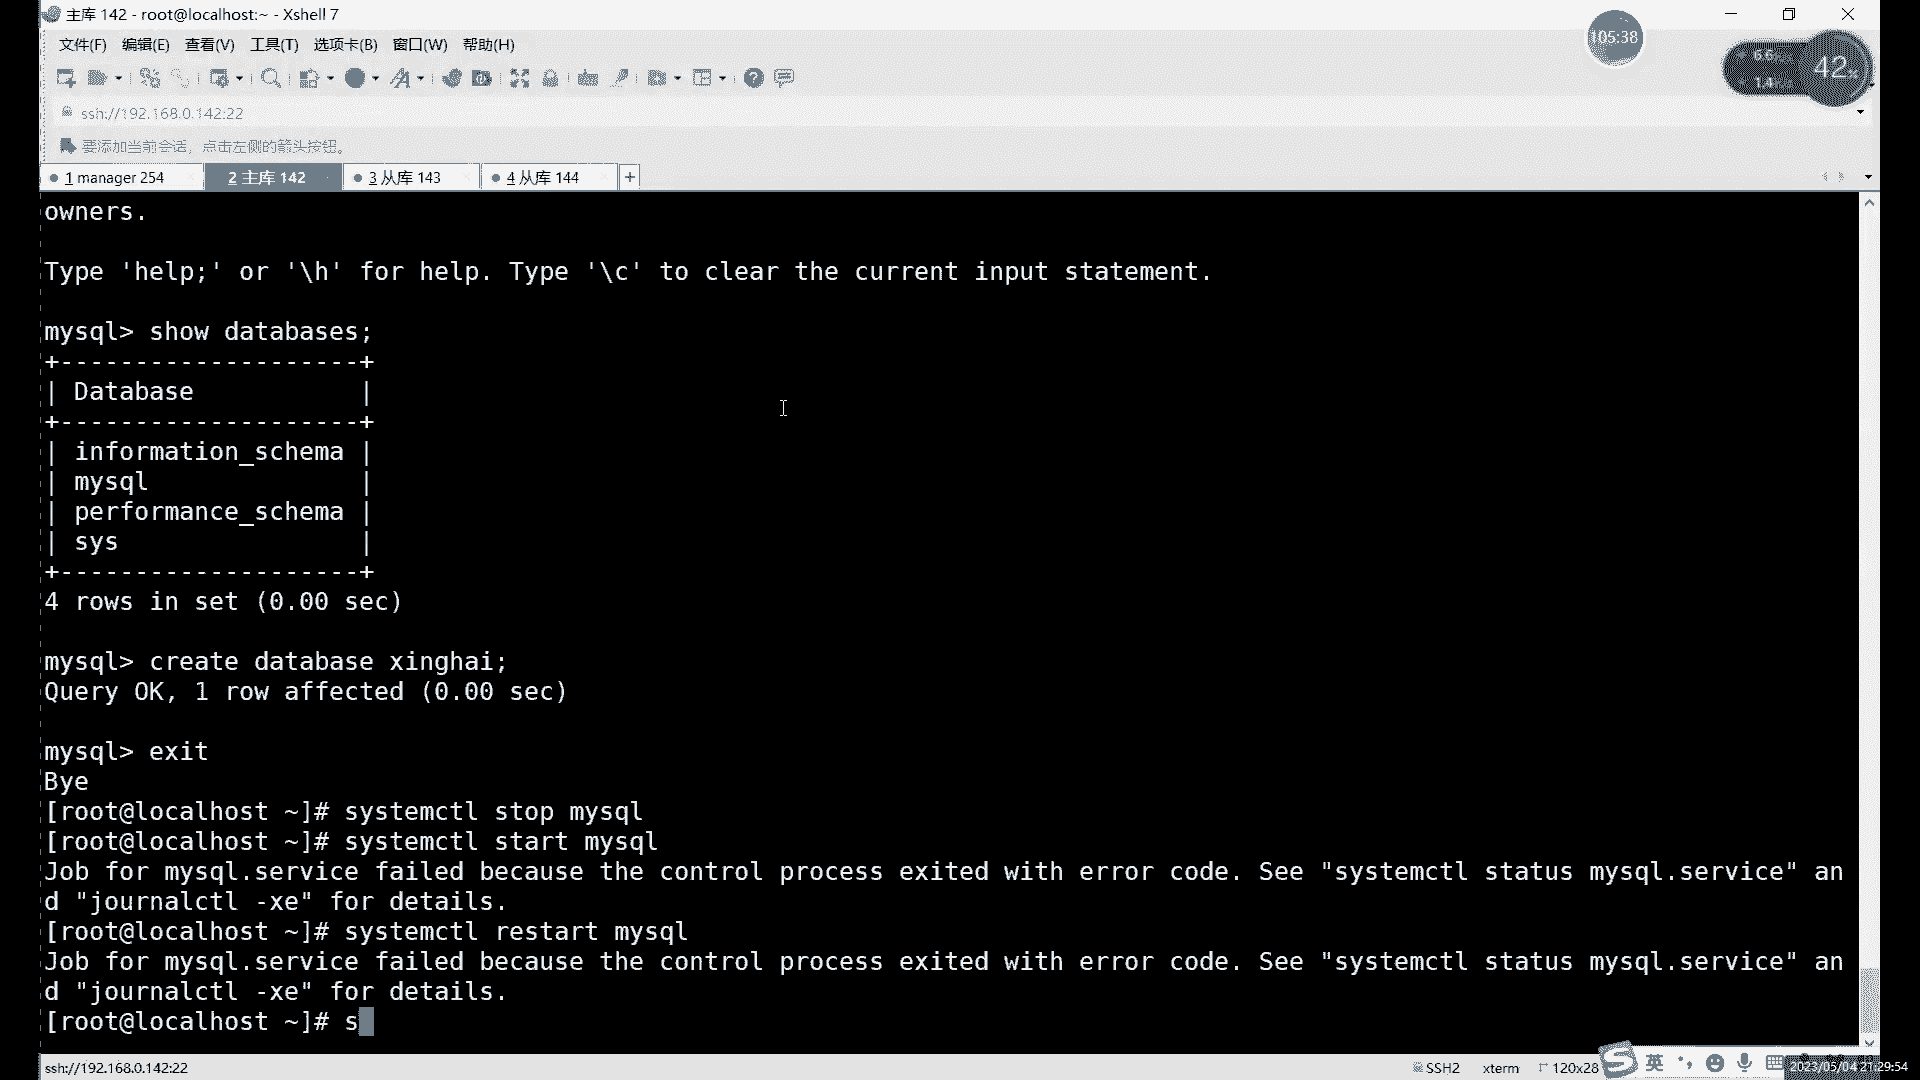 主库 142 - root@localhost:~ - Xshell 7
105:38
文件(F) 编辑(E) 查看(V) 工具(T) 选项卡(B) 窗口(W) 帮助(H)
42%
ssh://192.168.0.142:22
要添加当前会话，点击左侧的箭头按钮。
1 manager 254
2 主库 142
3 从库 143
4 从库 144
owners.
Type 'help;' or '\h' for help. Type '\c' to clear the current input statement.
mysql> show databases;
+--------------------+
| Database           |
+--------------------+
| information_schema |
| mysql              |
| performance_schema |
| sys                |
+--------------------+
4 rows in set (0.00 sec)
mysql> create database xinghai;
Query OK, 1 row affected (0.00 sec)
mysql> exit
Bye
[root@localhost ~]# systemctl stop mysql
[root@localhost ~]# systemctl start mysql
Job for mysql.service failed because the control process exited with error code. See "systemctl status mysql.service" an
d "journalctl -xe" for details.
[root@localhost ~]# systemctl restart mysql
Job for mysql.service failed because the control process exited with error code. See "systemctl status mysql.service" an
d "journalctl -xe" for details.
[root@localhost ~]# s
ssh://192.168.0.142:22
SSH2
xterm
120x28
英
2023/05/04 21:29:54